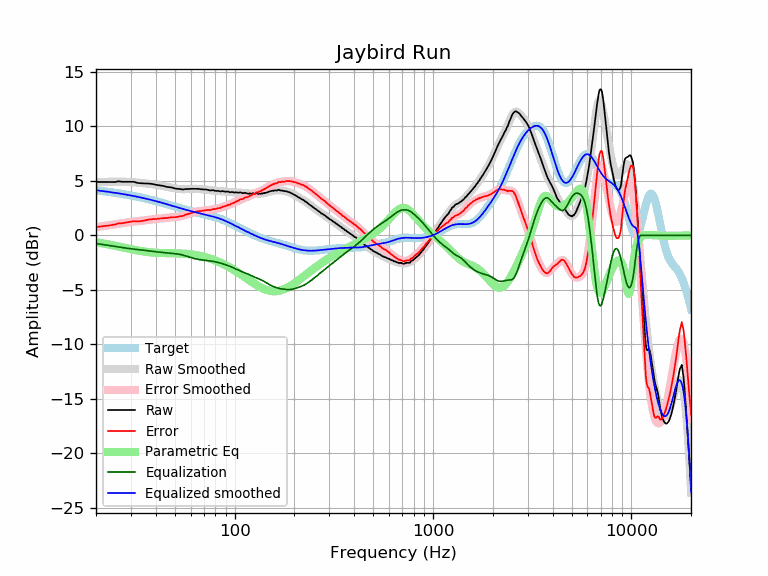 Jaybird Run
15
10
5
0
−5
−10
−15
−20
−25
Amplitude (dBr)
Target
Raw Smoothed
Error Smoothed
Raw
Error
Parametric Eq
Equalization
Equalized smoothed
100 1000 10000
Frequency (Hz)